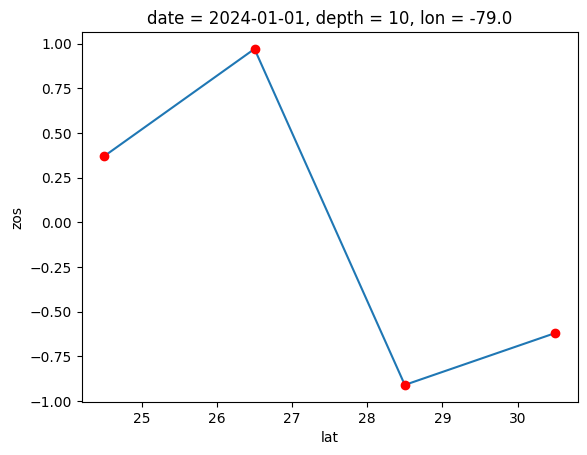 date = 2024-01-01, depth = 10, lon = -79.0
1.00
0.75
0.50
0.25
0.00
−0.25
−0.50
−0.75
−1.00
zos
25 26 27 28 29 30
lat